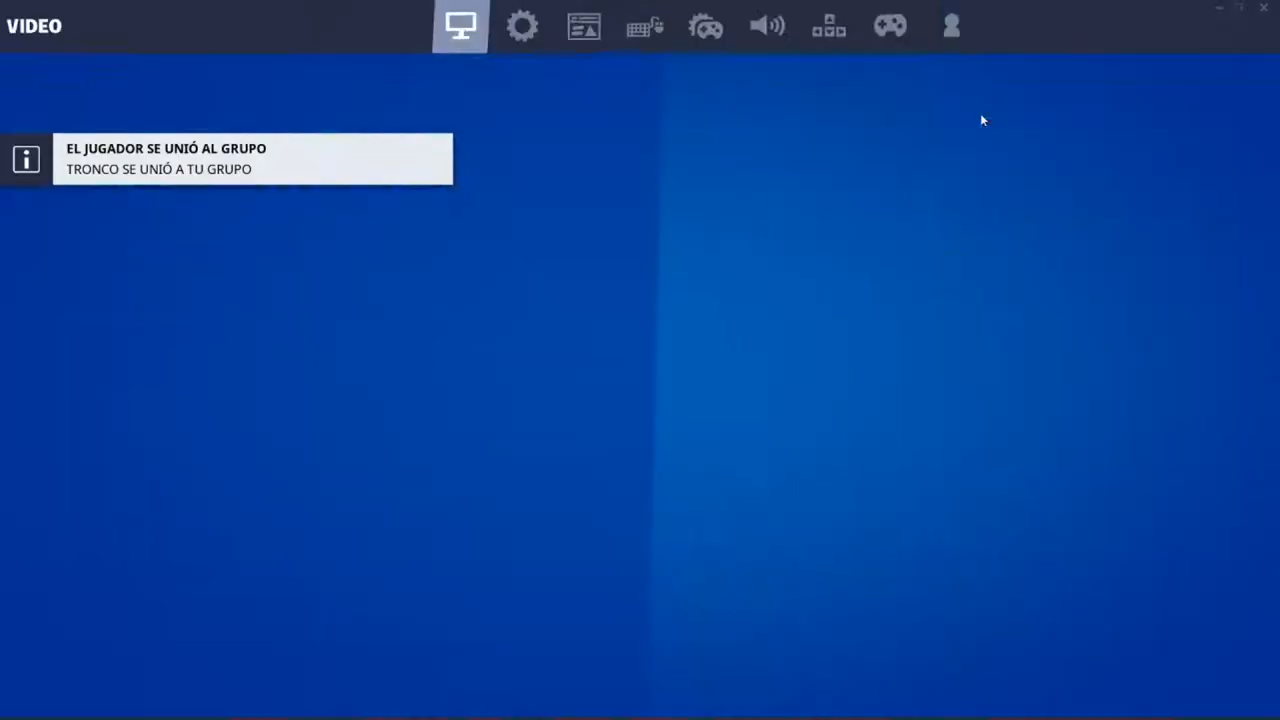 VIDEO
EL JUGADOR SE UNIÓ AL GRUPO
TRONCO SE UNIÓ A TU GRUPO